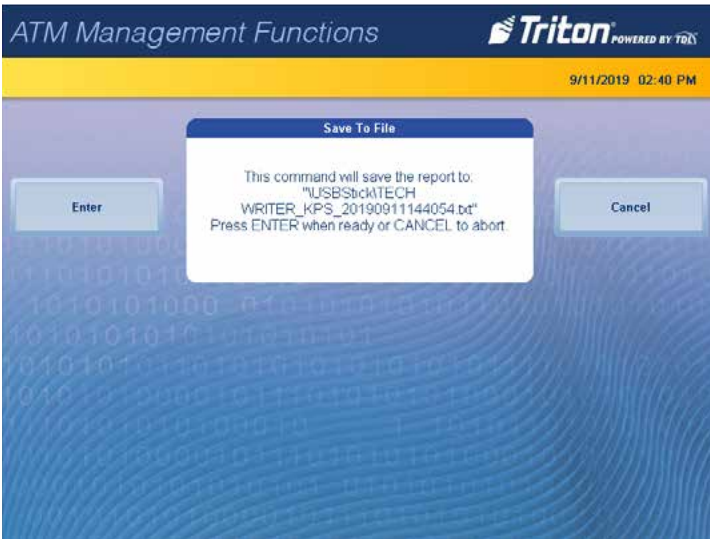 ATM Management Functions
Triton POWERED BY TDL
9/11/2019 02:40 PM
Save To File
This command will save the report to:
"\USBStick\TECH
WRITER_KPS_20190911144054.txt"
Press ENTER when ready or CANCEL to abort.
Enter
Cancel